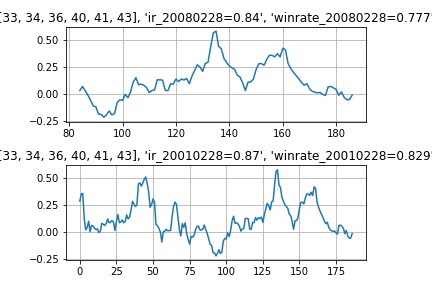 [33, 34, 36, 40, 41, 43], 'ir_20080228=0.84', 'winrate_20080228=0.777'
0.50
0.25
0.00
−0.25
80 100 120 140 160 180
[33, 34, 36, 40, 41, 43], 'ir_20010228=0.87', 'winrate_20010228=0.829'
0.50
0.25
0.00
−0.25
0 25 50 75 100 125 150 175